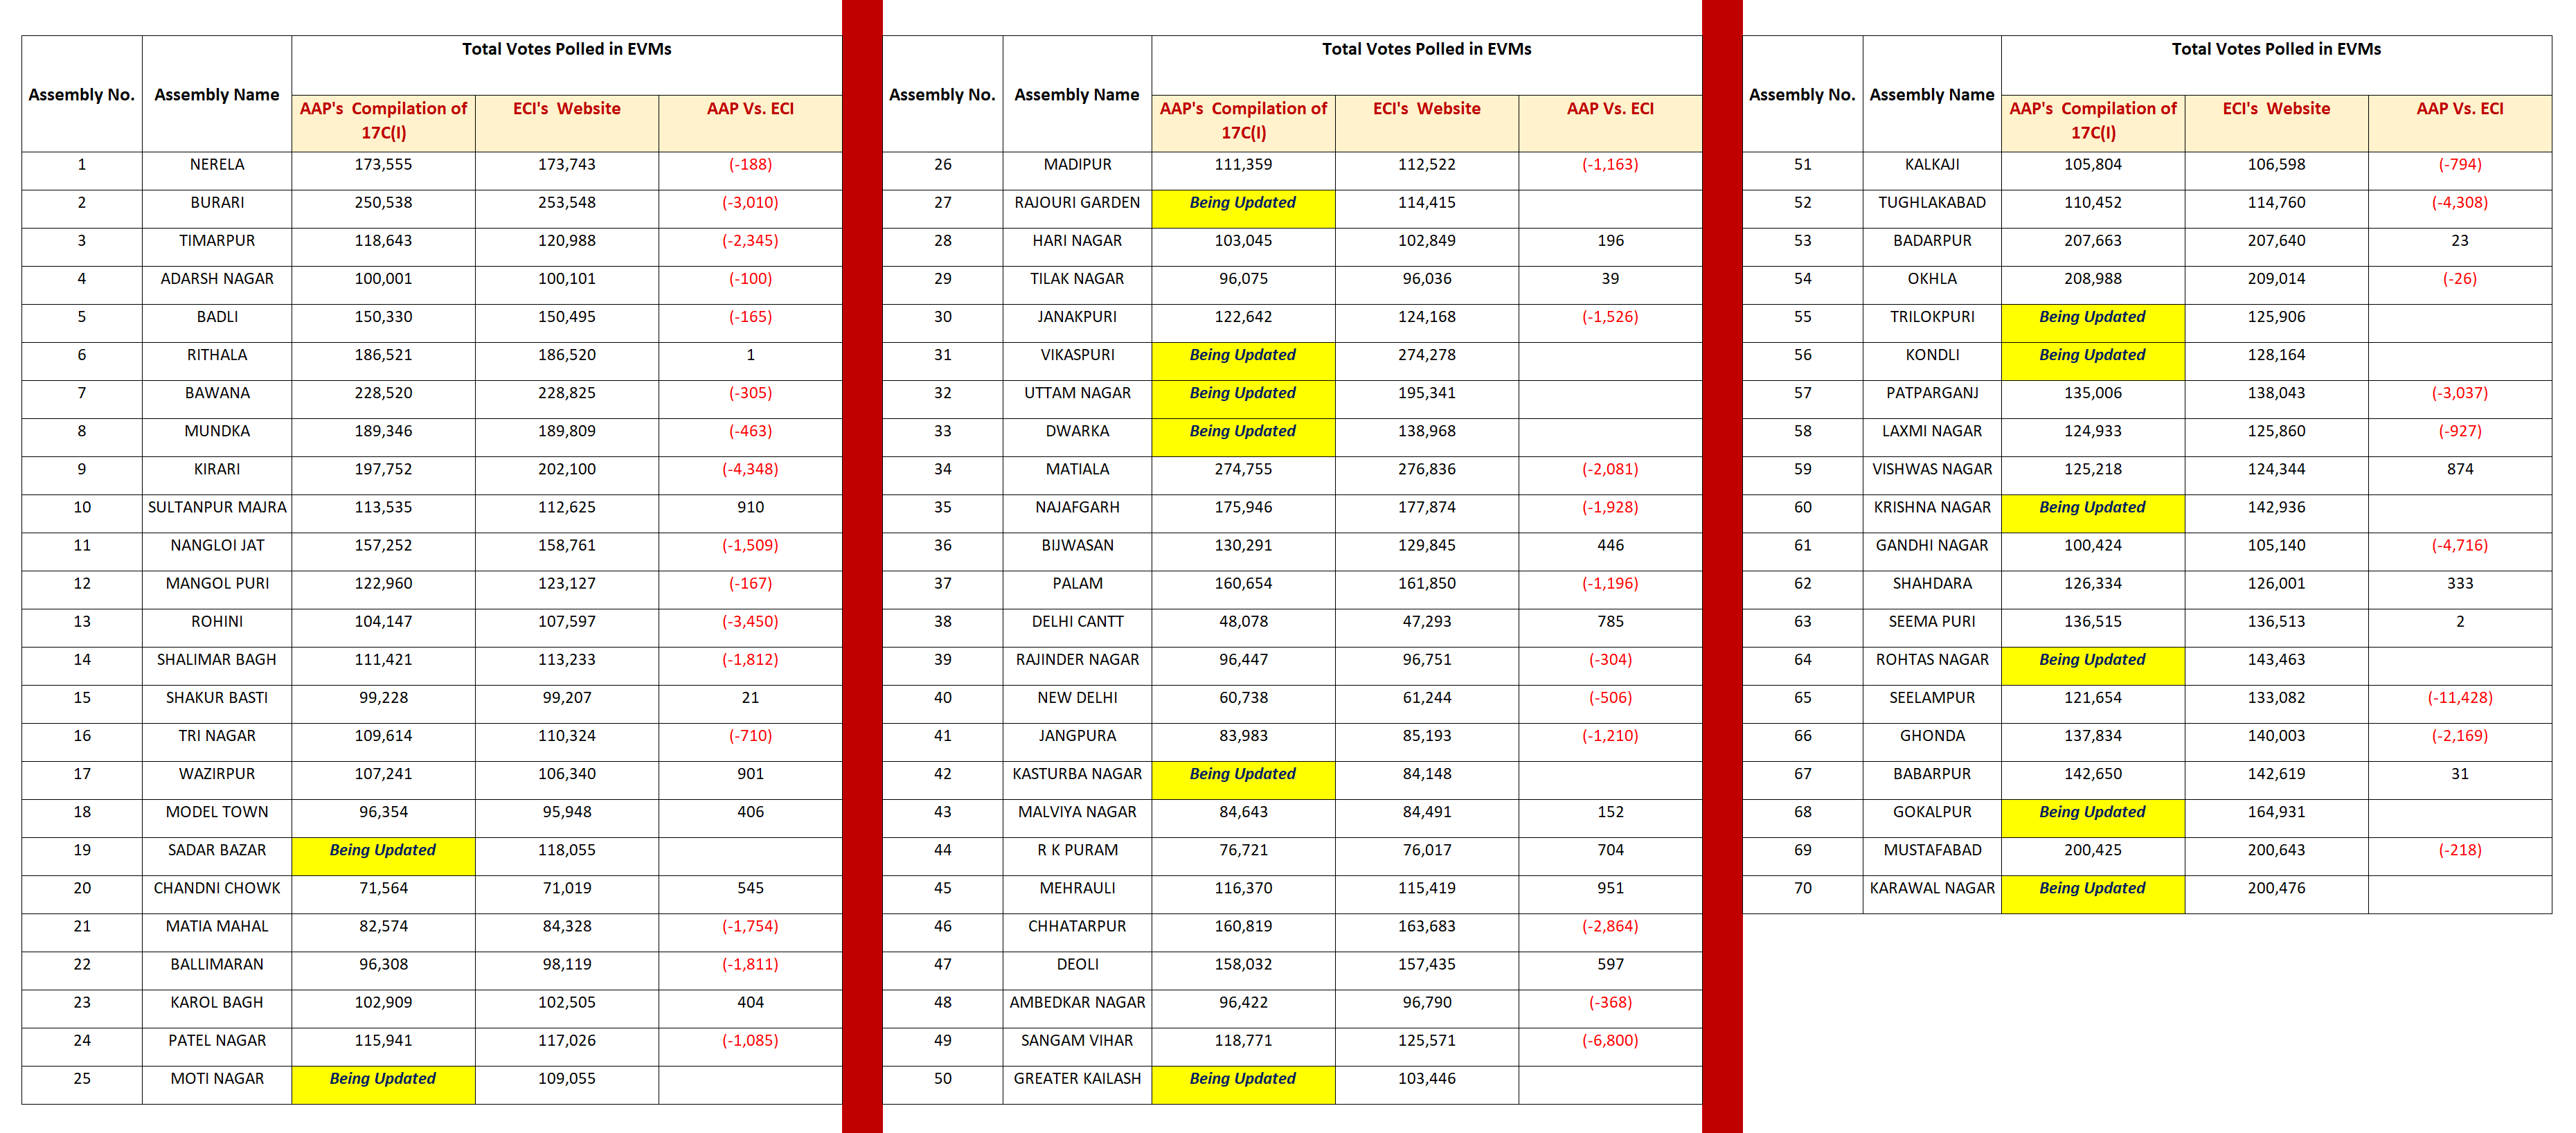 Assembly No. Assembly Name Total Votes Polled in EVMs
AAP's Compilation of 17C(I) ECI's Website AAP Vs. ECI
1 NERELA 173,555 173,743 (-188)
2 BURARI 250,538 253,548 (-3,010)
3 TIMARPUR 118,643 120,988 (-2,345)
4 ADARSH NAGAR 100,001 100,101 (-100)
5 BADLI 150,330 150,495 (-165)
6 RITHALA 186,521 186,520 1
7 BAWANA 228,520 228,825 (-305)
8 MUNDKA 189,346 189,809 (-463)
9 KIRARI 197,752 202,100 (-4,348)
10 SULTANPUR MAJRA 113,535 112,625 910
11 NANGLOI JAT 157,252 158,761 (-1,509)
12 MANGOL PURI 122,960 123,127 (-167)
13 ROHINI 104,147 107,597 (-3,450)
14 SHALIMAR BAGH 111,421 113,233 (-1,812)
15 SHAKUR BASTI 99,228 99,207 21
16 TRI NAGAR 109,614 110,324 (-710)
17 WAZIRPUR 107,241 106,340 901
18 MODEL TOWN 96,354 95,948 406
19 SADAR BAZAR Being Updated 118,055
20 CHANDNI CHOWK 71,564 71,019 545
21 MATIA MAHAL 82,574 84,328 (-1,754)
22 BALLIMARAN 96,308 98,119 (-1,811)
23 KAROL BAGH 102,909 102,505 404
24 PATEL NAGAR 115,941 117,026 (-1,085)
25 MOTI NAGAR Being Updated 109,055
Assembly No. Assembly Name Total Votes Polled in EVMs
AAP's Compilation of 17C(I) ECI's Website AAP Vs. ECI
26 MADIPUR 111,359 112,522 (-1,163)
27 RAJOURI GARDEN Being Updated 114,415
28 HARI NAGAR 103,045 102,849 196
29 TILAK NAGAR 96,075 96,036 39
30 JANAKPURI 122,642 124,168 (-1,526)
31 VIKASPURI Being Updated 274,278
32 UTTAM NAGAR Being Updated 195,341
33 DWARKA Being Updated 138,968
34 MATIALA 274,755 276,836 (-2,081)
35 NAJAFGARH 175,946 177,874 (-1,928)
36 BIJWASAN 130,291 129,845 446
37 PALAM 160,654 161,850 (-1,196)
38 DELHI CANTT 48,078 47,293 785
39 RAJINDER NAGAR 96,447 96,751 (-304)
40 NEW DELHI 60,738 61,244 (-506)
41 JANGPURA 83,983 85,193 (-1,210)
42 KASTURBA NAGAR Being Updated 84,148
43 MALVIYA NAGAR 84,643 84,491 152
44 R K PURAM 76,721 76,017 704
45 MEHRAULI 116,370 115,419 951
46 CHHATARPUR 160,819 163,683 (-2,864)
47 DEOLI 158,032 157,435 597
48 AMBEDKAR NAGAR 96,422 96,790 (-368)
49 SANGAM VIHAR 118,771 125,571 (-6,800)
50 GREATER KAILASH Being Updated 103,446
Assembly No. Assembly Name Total Votes Polled in EVMs
AAP's Compilation of 17C(I) ECI's Website AAP Vs. ECI
51 KALKAJI 105,804 106,598 (-794)
52 TUGHLAKABAD 110,452 114,760 (-4,308)
53 BADARPUR 207,663 207,640 23
54 OKHLA 208,988 209,014 (-26)
55 TRILOKPURI Being Updated 125,906
56 KONDLI Being Updated 128,164
57 PATPARGANJ 135,006 138,043 (-3,037)
58 LAXMI NAGAR 124,933 125,860 (-927)
59 VISHWAS NAGAR 125,218 124,344 874
60 KRISHNA NAGAR Being Updated 142,936
61 GANDHI NAGAR 100,424 105,140 (-4,716)
62 SHAHDARA 126,334 126,001 333
63 SEEMA PURI 136,515 136,513 2
64 ROHTAS NAGAR Being Updated 143,463
65 SEELAMPUR 121,654 133,082 (-11,428)
66 GHONDA 137,834 140,003 (-2,169)
67 BABARPUR 142,650 142,619 31
68 GOKALPUR Being Updated 164,931
69 MUSTAFABAD 200,425 200,643 (-218)
70 KARAWAL NAGAR Being Updated 200,476